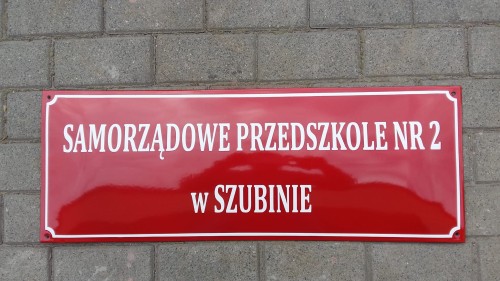 SAMORZĄDOWE PRZEDSZKOLE NR 2
w SZUBINIE